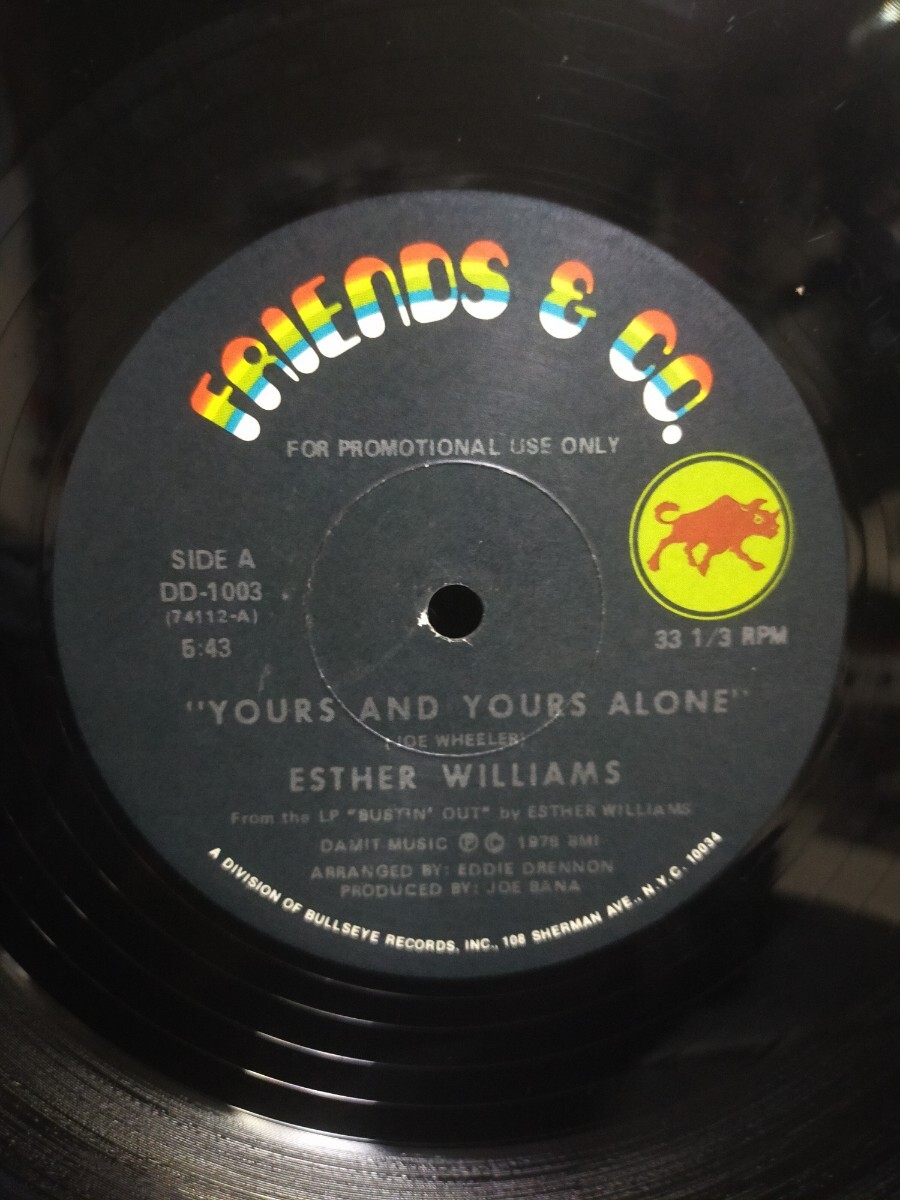 FRIENDS & CO.
FOR PROMOTIONAL USE ONLY
SIDE A
DD-1003
(74112-A)
5:43
33 1/3 RPM
"YOURS AND YOURS ALONE"
(JOE WHEELER)
ESTHER WILLIAMS
From the LP "BUSTIN' OUT" by ESTHER WILLIAMS
DAMIT MUSIC Ⓟ © 1976 BMI
ARRANGED BY: EDDIE DRENNON
PRODUCED BY: JOE BANA
A DIVISION OF BULLSEYE RECORDS, INC., 108 SHERMAN AVE., N.Y.C. 10034